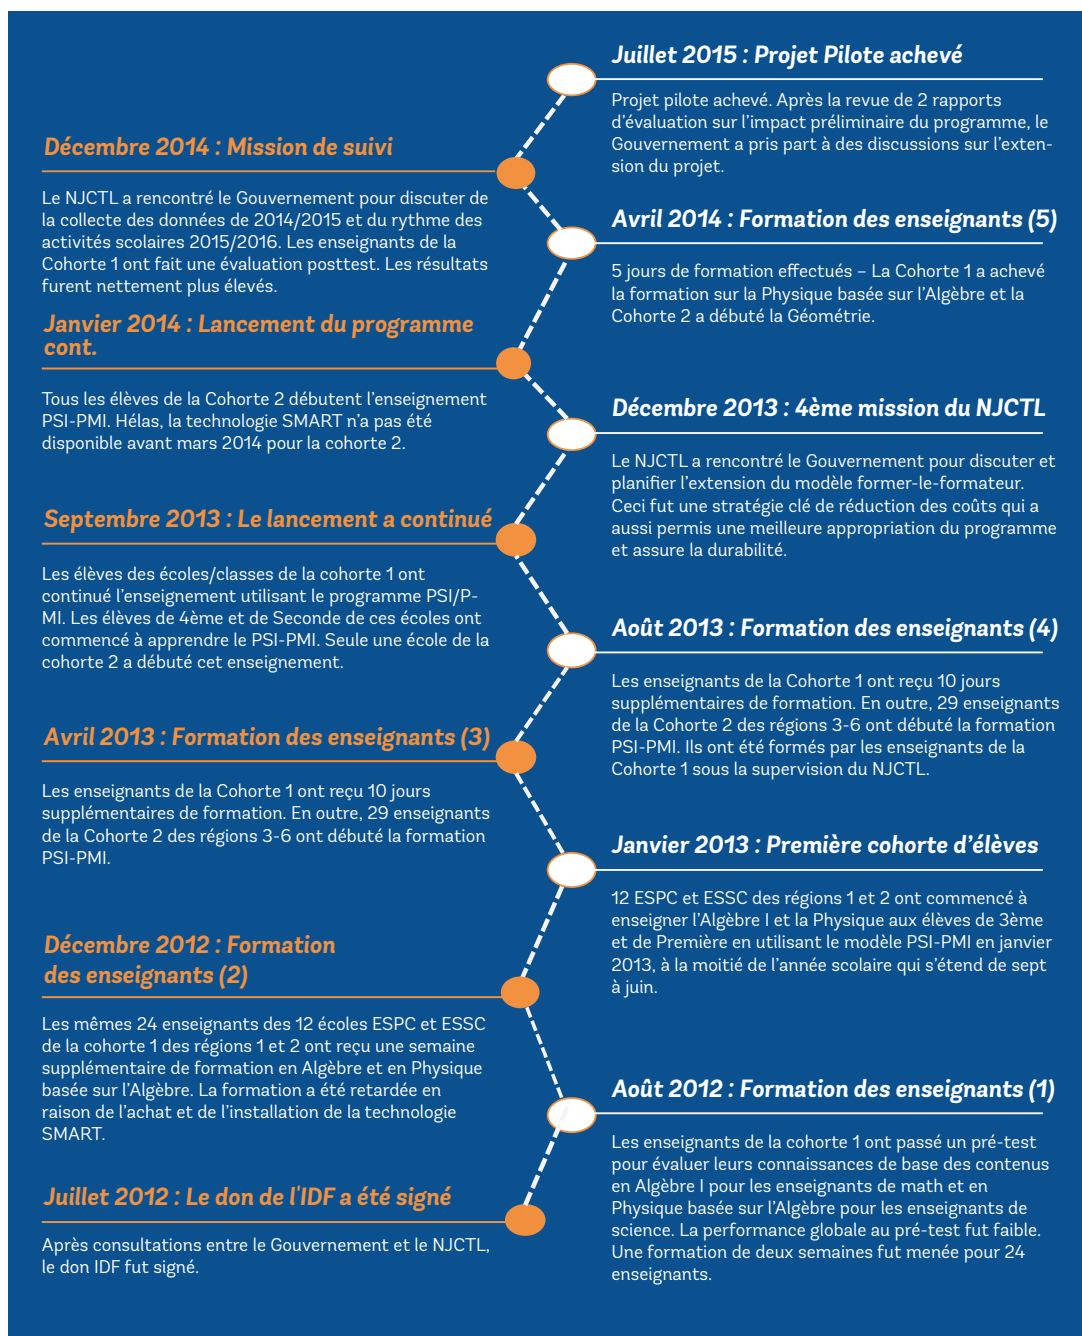 Juillet 2015 : Projet Pilote achevé
Projet pilote achevé. Après la revue de 2 rapports
d’évaluation sur l’impact préliminaire du programme, le
Gouvernement a pris part à des discussions sur l’exten-
sion du projet.
Décembre 2014 : Mission de suivi
Le NJCTL a rencontré le Gouvernement pour discuter de
la collecte des données de 2014/2015 et du rythme des
activités scolaires 2015/2016. Les enseignants de la
Cohorte 1 ont fait une évaluation posttest. Les résultats
furent nettement plus élevés.
Avril 2014 : Formation des enseignants (5)
5 jours de formation effectués – La Cohorte 1 a achevé
la formation sur la Physique basée sur l’Algèbre et la
Cohorte 2 a débuté la Géométrie.
Janvier 2014 : Lancement du programme
cont.
Tous les élèves de la Cohorte 2 débutent l’enseignement
PSI-PMI. Hélas, la technologie SMART n’a pas été
disponible avant mars 2014 pour la cohorte 2.
Décembre 2013 : 4ème mission du NJCTL
Le NJCTL a rencontré le Gouvernement pour discuter et
planifier l’extension du modèle former-le-formateur.
Ceci fut une stratégie clé de réduction des coûts qui a
aussi permis une meilleure appropriation du programme
et assure la durabilité.
Septembre 2013 : Le lancement a continué
Les élèves des écoles/classes de la cohorte 1 ont
continué l’enseignement utilisant le programme PSI/P-
MI. Les élèves de 4ème et de Seconde de ces écoles ont
commencé à apprendre le PSI-PMI. Seule une école de la
cohorte 2 a débuté cet enseignement.
Août 2013 : Formation des enseignants (4)
Les enseignants de la Cohorte 1 ont reçu 10 jours
supplémentaires de formation. En outre, 29 enseignants
de la Cohorte 2 des régions 3-6 ont débuté la formation
PSI-PMI. Ils ont été formés par les enseignants de la
Cohorte 1 sous la supervision du NJCTL.
Avril 2013 : Formation des enseignants (3)
Les enseignants de la Cohorte 1 ont reçu 10 jours
supplémentaires de formation. En outre, 29 enseignants
de la Cohorte 2 des régions 3-6 ont débuté la formation
PSI-PMI.
Janvier 2013 : Première cohorte d’élèves
12 ESPC et ESSC des régions 1 et 2 ont commencé à
enseigner l’Algèbre I et la Physique aux élèves de 3ème
et de Première en utilisant le modèle PSI-PMI en janvier
2013, à la moitié de l’année scolaire qui s’étend de sept
à juin.
Décembre 2012 : Formation
des enseignants (2)
Les mêmes 24 enseignants des 12 écoles ESPC et ESSC
de la cohorte 1 des régions 1 et 2 ont reçu une semaine
supplémentaire de formation en Algèbre et en Physique
basée sur l’Algèbre. La formation a été retardée en
raison de l’achat et de l’installation de la technologie
SMART.
Août 2012 : Formation des enseignants (1)
Les enseignants de la cohorte 1 ont passé un pré-test
pour évaluer leurs connaissances de base des contenus
en Algèbre I pour les enseignants de math et en
Physique basée sur l’Algèbre pour les enseignants de
science. La performance globale au pré-test fut faible.
Une formation de deux semaines fut menée pour 24
enseignants.
Juillet 2012 : Le don de l'IDF a été signé
Après consultations entre le Gouvernement et le NJCTL,
le don IDF fut signé.